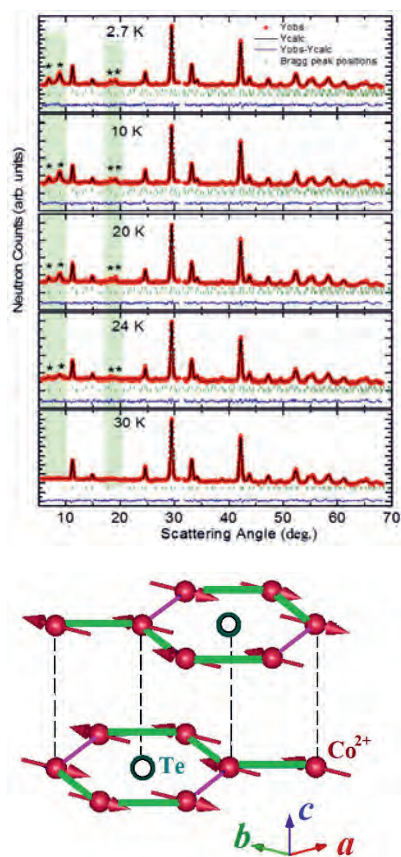 2.7 K
Yobs
Ycalc
Yobs-Ycalc
Bragg peak positions
* * **
10 K
* * **
20 K
* * **
24 K
* * **
30 K
Neutron Counts (arb. units)
10 20 30 40 50 60 70
Scattering Angle (deg.)
Te
Co²⁺
c
b
a